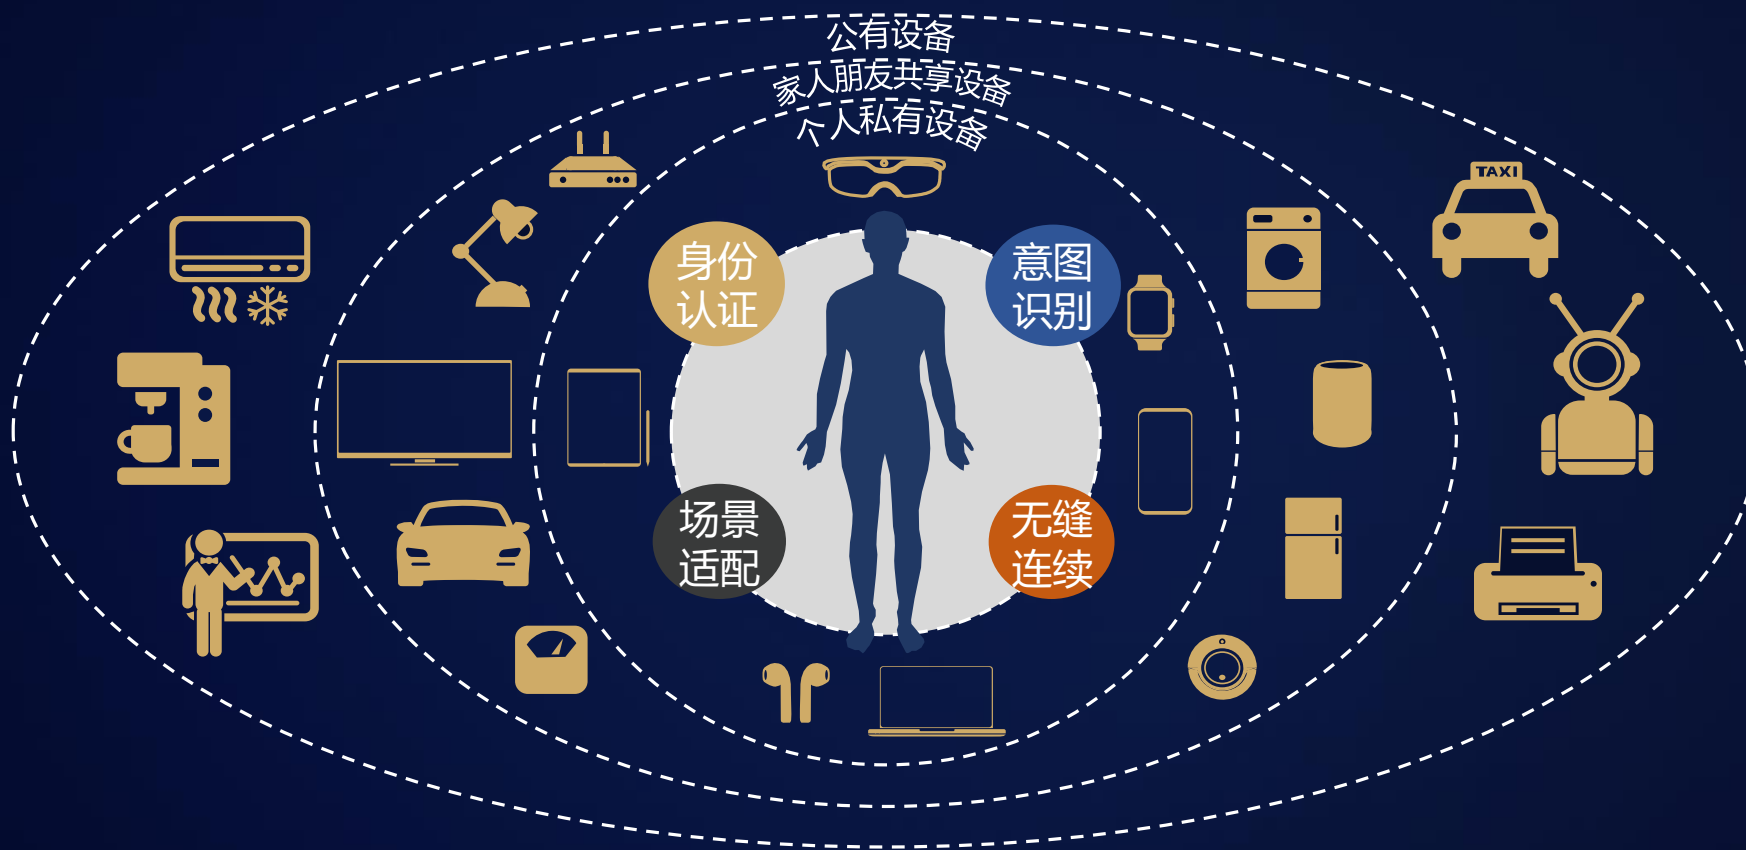 公有设备
家人朋友共享设备
个人私有设备
TAXI
身份
认证
意图
识别
场景
适配
无缝
连续